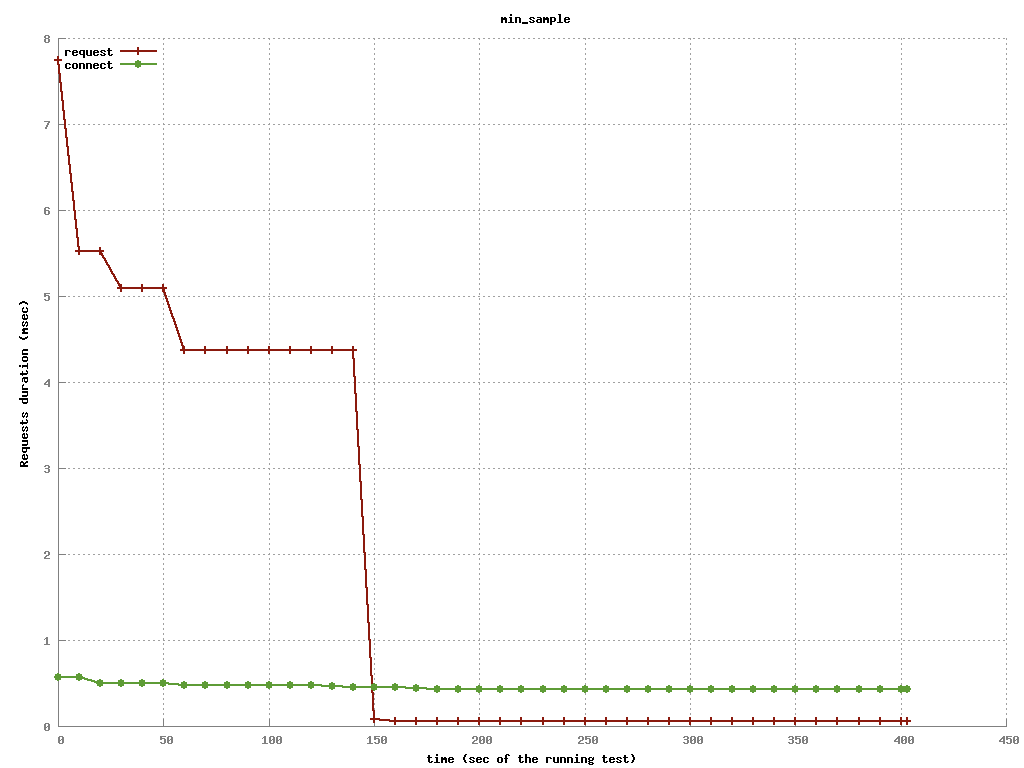 min_sample
request
connect
8
7
6
5
4
3
2
1
0
Requests duration (msec)
0 50 100 150 200 250 300 350 400 450
time (sec of the running test)